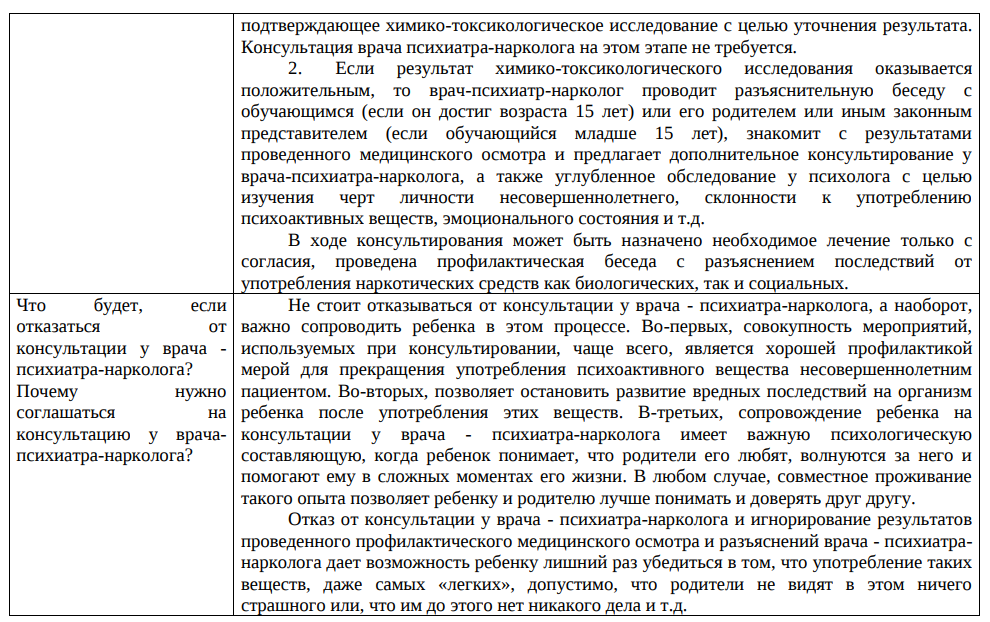 подтверждающее химико-токсикологическое исследование с целью уточнения результата.
Консультация врача психиатра-нарколога на этом этапе не требуется.
2. Если результат химико-токсикологического исследования оказывается
положительным, то врач-психиатр-нарколог проводит разъяснительную беседу с
обучающимся (если он достиг возраста 15 лет) или его родителем или иным законным
представителем (если обучающийся младше 15 лет), знакомит с результатами
проведенного медицинского осмотра и предлагает дополнительное консультирование у
врача-психиатра-нарколога, а также углубленное обследование у психолога с целью
изучения черт личности несовершеннолетнего, склонности к употреблению
психоактивных веществ, эмоционального состояния и т.д.
В ходе консультирования может быть назначено необходимое лечение только с
согласия, проведена профилактическая беседа с разъяснением последствий от
употребления наркотических средств как биологических, так и социальных.
Что будет, если
отказаться от
консультации у врача -
психиатра-нарколога?
Почему нужно
соглашаться на
консультацию у врача-
психиатра-нарколога?
Не стоит отказываться от консультации у врача - психиатра-нарколога, а наоборот,
важно сопроводить ребенка в этом процессе. Во-первых, совокупность мероприятий,
используемых при консультировании, чаще всего, является хорошей профилактикой
мерой для прекращения употребления психоактивного вещества несовершеннолетним
пациентом. Во-вторых, позволяет остановить развитие вредных последствий на организм
ребенка после употребления этих веществ. В-третьих, сопровождение ребенка на
консультации у врача - психиатра-нарколога имеет важную психологическую
составляющую, когда ребенок понимает, что родители его любят, волнуются за него и
помогают ему в сложных моментах его жизни. В любом случае, совместное проживание
такого опыта позволяет ребенку и родителю лучше понимать и доверять друг другу.
Отказ от консультации у врача - психиатра-нарколога и игнорирование результатов
проведенного профилактического медицинского осмотра и разъяснений врача - психиатра-
нарколога дает возможность ребенку лишний раз убедиться в том, что употребление таких
веществ, даже самых «легких», допустимо, что родители не видят в этом ничего
страшного или, что им до этого нет никакого дела и т.д.